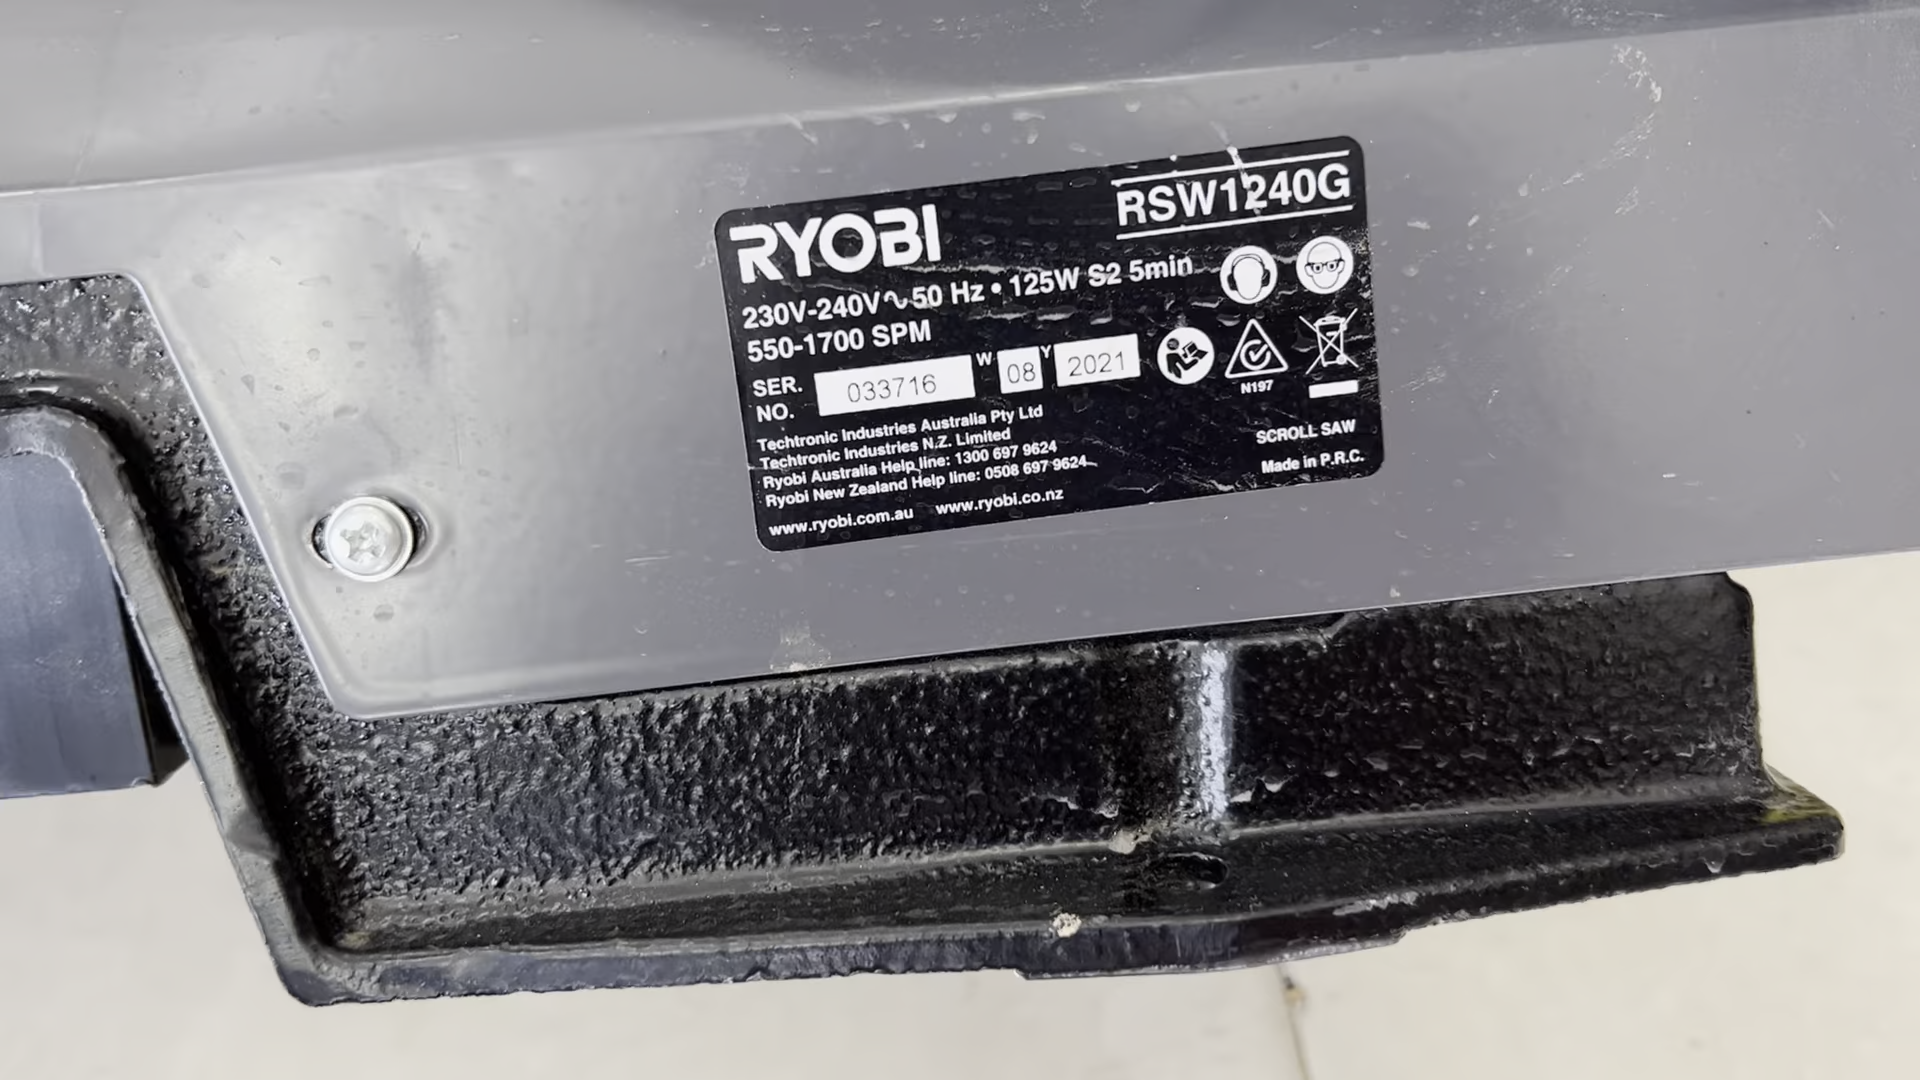 RYOBI
RSW1240G
230V-240V~50 Hz • 125W S2 5min
550-1700 SPM
SER. NO. 033716 W 08 Y 2021
N197
Techtronic Industries Australia Pty Ltd
Techtronic Industries N.Z. Limited
Ryobi Australia Help line: 1300 697 9624
Ryobi New Zealand Help line: 0508 697 9624
www.ryobi.com.au www.ryobi.co.nz
SCROLL SAW
Made in P.R.C.